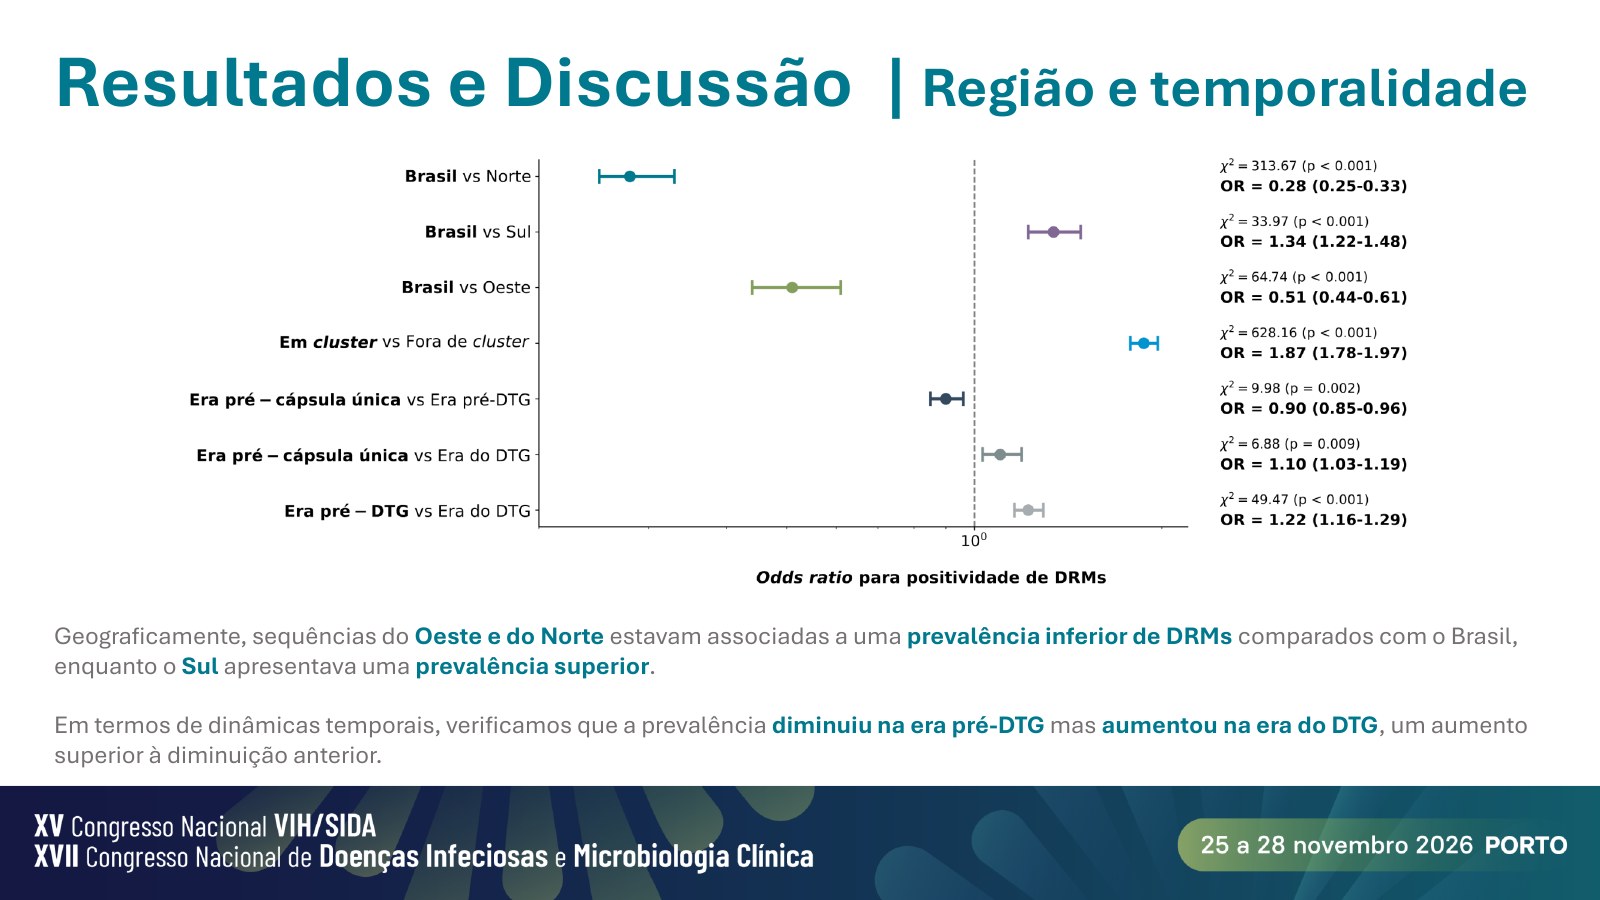 Resultados e Discussão | Região e temporalidade
Brasil vs Norte
χ² = 313.67 (p < 0.001)
OR = 0.28 (0.25-0.33)
Brasil vs Sul
χ² = 33.97 (p < 0.001)
OR = 1.34 (1.22-1.48)
Brasil vs Oeste
χ² = 64.74 (p < 0.001)
OR = 0.51 (0.44-0.61)
Em cluster vs Fora de cluster
χ² = 628.16 (p < 0.001)
OR = 1.87 (1.78-1.97)
Era pré – cápsula única vs Era pré-DTG
χ² = 9.98 (p = 0.002)
OR = 0.90 (0.85-0.96)
Era pré – cápsula única vs Era do DTG
χ² = 6.88 (p = 0.009)
OR = 1.10 (1.03-1.19)
Era pré – DTG vs Era do DTG
χ² = 49.47 (p < 0.001)
OR = 1.22 (1.16-1.29)
10⁰
Odds ratio para positividade de DRMs
Geograficamente, sequências do Oeste e do Norte estavam associadas a uma prevalência inferior de DRMs comparados com o Brasil,
enquanto o Sul apresentava uma prevalência superior.
Em termos de dinâmicas temporais, verificamos que a prevalência diminuiu na era pré-DTG mas aumentou na era do DTG, um aumento
superior à diminuição anterior.
XV Congresso Nacional VIH/SIDA
XVII Congresso Nacional de Doenças Infeciosas e Microbiologia Clínica
25 a 28 novembro 2026 PORTO